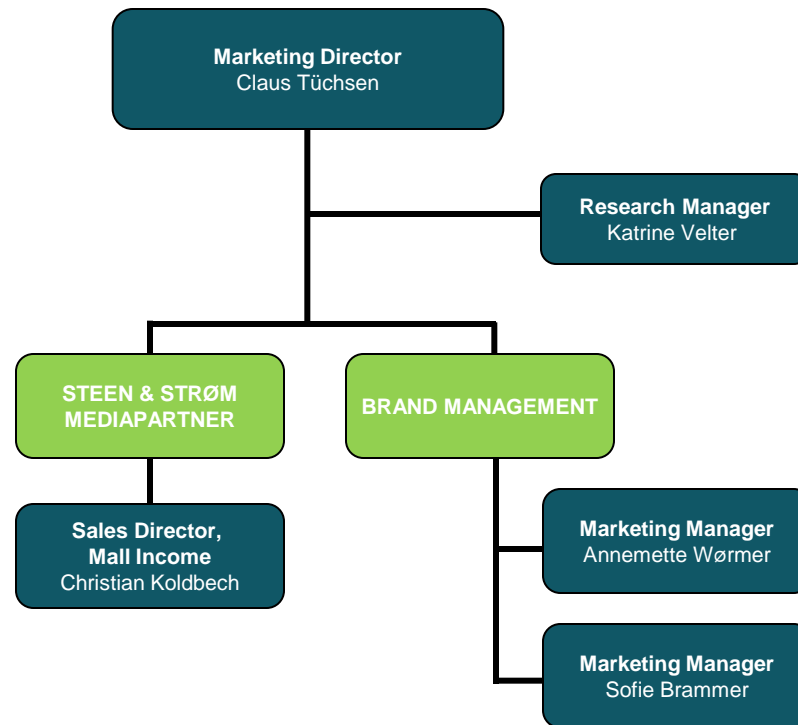 Marketing Director
Claus Tüchsen
Research Manager
Katrine Velter
STEEN & STRØM
MEDIAPARTNER
BRAND MANAGEMENT
Sales Director,
Mall Income
Christian Koldbech
Marketing Manager
Annemette Wørmer
Marketing Manager
Sofie Brammer